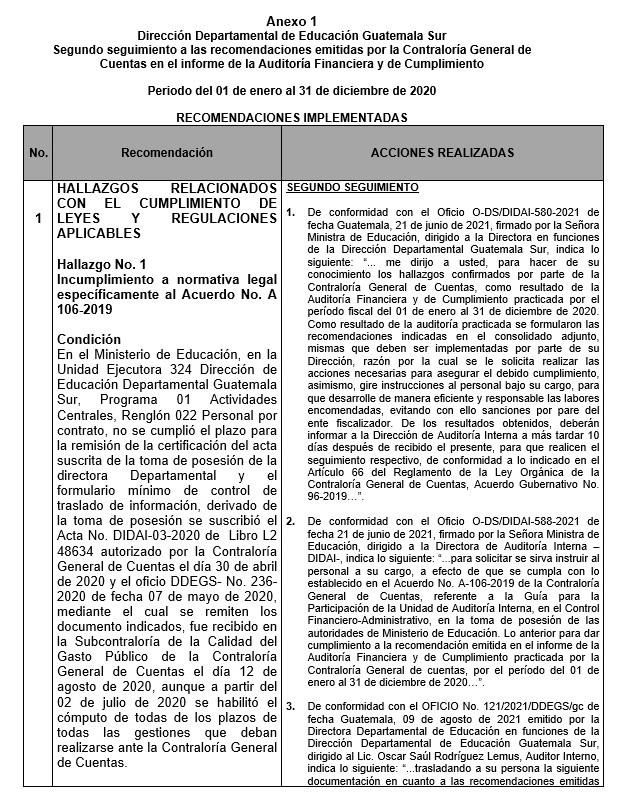 Anexo 1
Dirección Departamental de Educación Guatemala Sur
Segundo seguimiento a las recomendaciones emitidas por la Contraloría General de
Cuentas en el informe de la Auditoría Financiera y de Cumplimiento
Periodo del 01 de enero al 31 de diciembre de 2020
RECOMENDACIONES IMPLEMENTADAS
No.
Recomendación
ACCIONES REALIZADAS
1
HALLAZGOS RELACIONADOS
CON EL CUMPLIMIENTO DE
LEYES Y REGULACIONES
APLICABLES
Hallazgo No. 1
Incumplimiento a normativa legal
específicamente al Acuerdo No. A
106-2019
Condición
En el Ministerio de Educación, en la
Unidad Ejecutora 324 Dirección de
Educación Departamental Guatemala
Sur, Programa 01 Actividades
Centrales, Renglón 022 Personal por
contrato, no se cumplió el plazo para
la remisión de la certificación del acta
suscrita de la toma de posesión de la
directora Departamental y el
formulario mínimo de control de
traslado de información, derivado de
la toma de posesión se suscribió el
Acta No. DIDAI-03-2020 de Libro L2
48634 autorizado por la Contraloría
General de Cuentas el día 30 de abril
de 2020 y el oficio DDEGS- No. 236-
2020 de fecha 07 de mayo de 2020,
mediante el cual se remiten los
documento indicados, fue recibido en
la Subcontraloría de la Calidad del
Gasto Público de la Contraloría
General de Cuentas el día 12 de
agosto de 2020, aunque a partir del
02 de julio de 2020 se habilitó el
cómputo de todas de los plazos de
todas las gestiones que deban
realizarse ante la Contraloría General
de Cuentas.
SEGUNDO SEGUIMIENTO
1. De conformidad con el Oficio O-DS/DIDAI-580-2021 de
fecha Guatemala, 21 de junio de 2021, firmado por la Señora
Ministra de Educación, dirigido a la Directora en funciones
de la Dirección Departamental Guatemala Sur, indica lo
siguiente: “... me dirijo a usted, para hacer de su
conocimiento los hallazgos confirmados por parte de la
Contraloría General de Cuentas, como resultado de la
Auditoría Financiera y de Cumplimiento practicada por el
período fiscal del 01 de enero al 31 de diciembre de 2020.
Como resultado de la auditoría practicada se formularon las
recomendaciones indicadas en el consolidado adjunto,
mismas que deben ser implementadas por parte de su
Dirección, razón por la cual se le solicita realizar las
acciones necesarias para asegurar el debido cumplimiento,
asimismo, gire instrucciones al personal bajo su cargo, para
que desarrolle de manera eficiente y responsable las labores
encomendadas, evitando con ello sanciones por pare del
ente fiscalizador. De los resultados obtenidos, deberán
informar a la Dirección de Auditoría Interna a más tardar 10
días después de recibido el presente, para que realicen el
seguimiento respectivo, de conformidad a lo indicado en el
Artículo 66 del Reglamento de la Ley Orgánica de la
Contraloría General de Cuentas, Acuerdo Gubernativo No.
96-2019…”.
2. De conformidad con el Oficio O-DS/DIDAI-588-2021 de
fecha 21 de junio de 2021, firmado por la Señora Ministra de
Educación, dirigido a la Directora de Auditoría Interna –
DIDAI-, indica lo siguiente: “...para solicitar se sirva instruir al
personal a su cargo, a efecto de que se cumpla con lo
establecido en el Acuerdo No. A-106-2019 de la Contraloría
General de Cuentas, referente a la Guía para la
Participación de la Unidad de Auditoría Interna, en el Control
Financiero-Administrativo, en la toma de posesión de las
autoridades de Ministerio de Educación. Lo anterior para dar
cumplimiento a la recomendación emitida en el informe de la
Auditoría Financiera y de Cumplimiento practicada por la
Contraloría General de cuentas, por el período del 01 de
enero al 31 de diciembre de 2020…”.
3. De conformidad con el OFICIO No. 121/2021/DDEGS/gc de
fecha Guatemala, 09 de agosto de 2021 emitido por la
Directora Departamental de Educación en funciones de la
Dirección Departamental de Educación Guatemala Sur,
dirigido al Lic. Oscar Saúl Rodríguez Lemus, Auditor Interno,
indica lo siguiente: “...trasladando a su persona la siguiente
documentación en cuanto a las recomendaciones emitidas